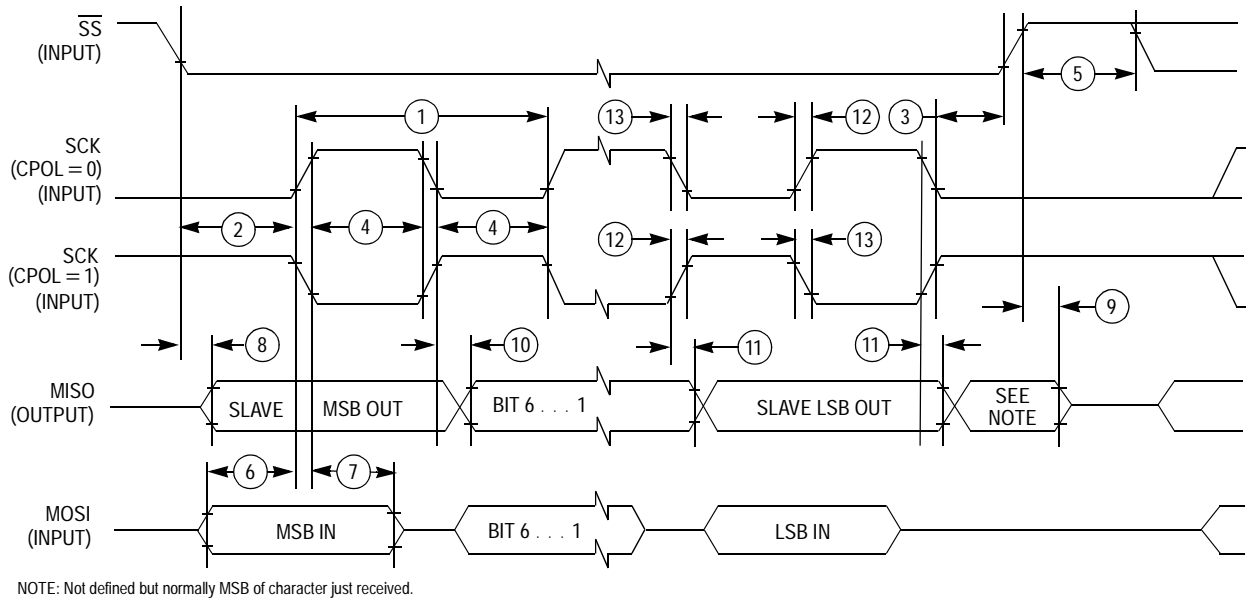 SS
(INPUT)
5
1
13
12
3
SCK
(CPOL = 0)
(INPUT)
2
4
4
12
13
SCK
(CPOL = 1)
(INPUT)
9
8
10
11
11
MISO
(OUTPUT)
SLAVE
MSB OUT
BIT 6 . . . 1
SLAVE LSB OUT
SEE
NOTE
6
7
MOSI
(INPUT)
MSB IN
BIT 6 . . . 1
LSB IN
NOTE: Not defined but normally MSB of character just received.